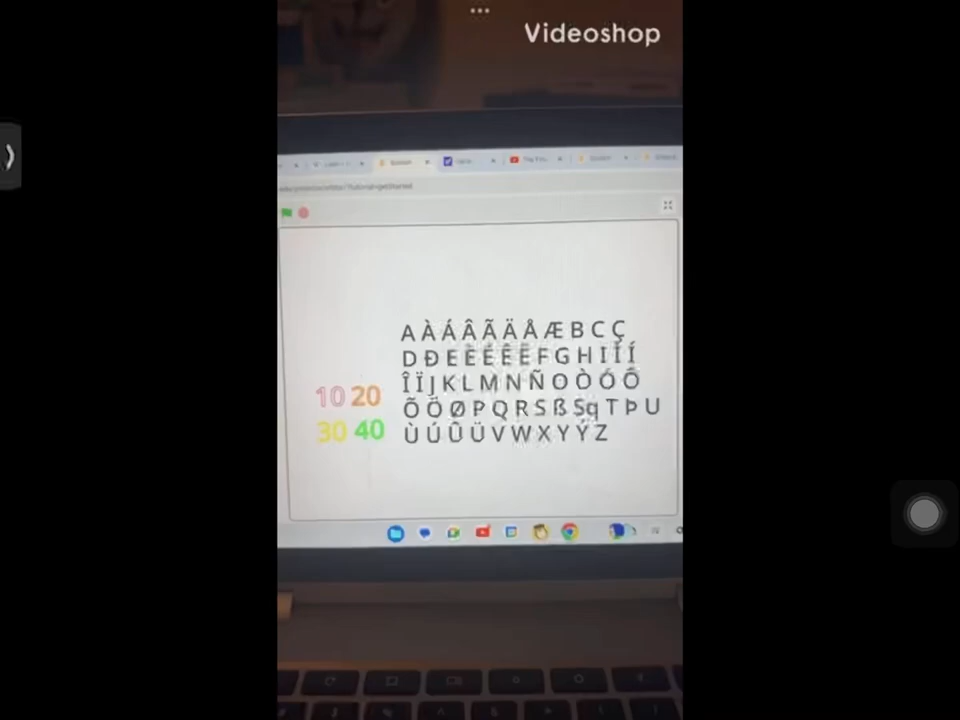 Videoshop
A À Á Â Ã Ä Å Æ B C Ç
D Ð E È É Ê Ë F G H I Ì Í
Î Ï J K L M N Ñ O Ò Ó Ô
Õ Ö Ø P Q R S ß Sq T Þ U
Ù Ú Û Ü V W X Y Ý Z
10 20
30 40